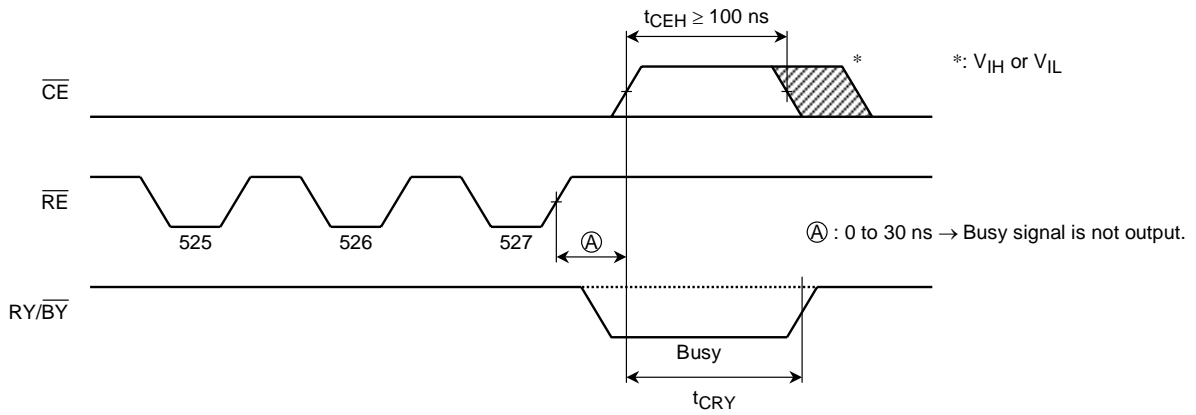 tCEH ≥ 100 ns
* *: VIH or VIL
CE
RE
525 526 527
A A : 0 to 30 ns → Busy signal is not output.
RY/BY
Busy
tCRY